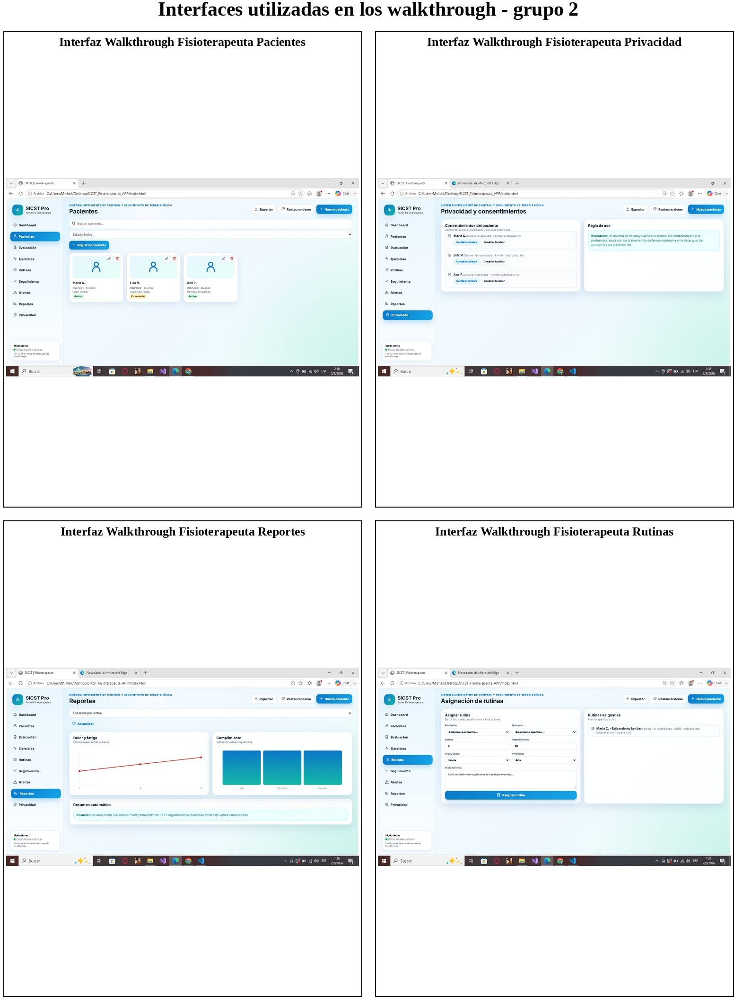 Interfaces utilizadas en los walkthrough - grupo 2
Interfaz Walkthrough Fisioterapeuta Pacientes
SICST | Fisioterapeuta
Archivo C:/Users/Mishell/Desktop/SICST_Fisioterapeuta_APP/index.html
Chat
SICST Pro
Panel fisioterapeuta
Dashboard
Pacientes
Evaluación
Ejercicios
Rutinas
Seguimiento
Alertas
Reportes
Privacidad
Modo demo
Datos locales activos
Funciona sin base de datos usando
localStorage.
SISTEMA INTELIGENTE DE CONTROL Y SEGUIMIENTO DE TERAPIA FÍSICA
Pacientes
Exportar
Restaurar demo
Nuevo paciente
Buscar paciente...
Estado: todos
Registrar paciente
María C.
PAC-001 ·  años
Dolor lumbar
Activo
Luis V.
PAC-002 · 55 años
Lesión de rodilla
En revisión
Ana P.
PAC-003 · 48 años
Hombro congelado
Activo
Buscar
ESP
2:18
2/8/2026
Interfaz Walkthrough Fisioterapeuta Privacidad
SICST | Fisioterapeuta
Novedades de Microsoft Edge
Archivo C:/Users/Mishell/Desktop/SICST_Fisioterapeuta_APP/index.html
Chat
SICST Pro
Panel fisioterapeuta
Dashboard
Pacientes
Evaluación
Ejercicios
Rutinas
Seguimiento
Alertas
Reportes
Privacidad
Modo demo
Datos locales activos
Funciona sin base de datos usando
localStorage.
SISTEMA INTELIGENTE DE CONTROL Y SEGUIMIENTO DE TERAPIA FÍSICA
Privacidad y consentimientos
Exportar
Restaurar demo
Nuevo paciente
Consentimientos del paciente
Control de cámara, multimedia y consulta autorizada.
María C. Cámara: Autorizada · Familiar autorizado: Sí
Cambiar cámara
Cambiar familiar
Luis V. Cámara: No autorizada · Familiar autorizado: No
Cambiar cámara
Cambiar familiar
Ana P. Cámara: Autorizada · Familiar autorizado: No
Cambiar cámara
Cambiar familiar
Regla de uso
Importante: el sistema es de apoyo al fisioterapeuta. No reemplaza criterio
profesional, no prescribe tratamientos de forma autónoma y no debe guardar
evidencias sin autorización.
Buscar
ESP
1:36
2/8/2026
Interfaz Walkthrough Fisioterapeuta Reportes
SICST | Fisioterapeuta
Novedades de Microsoft Edge
Archivo C:/Users/Mishell/Desktop/SICST_Fisioterapeuta_APP/index.html
Chat
SICST Pro
Panel fisioterapeuta
Dashboard
Pacientes
Evaluación
Ejercicios
Rutinas
Seguimiento
Alertas
Reportes
Privacidad
Modo demo
Datos locales activos
Funciona sin base de datos usando
localStorage.
SISTEMA INTELIGENTE DE CONTROL Y SEGUIMIENTO DE TERAPIA FÍSICA
Reportes
Exportar
Restaurar demo
Nuevo paciente
Todos los pacientes
Actualizar
Dolor y fatiga
Últimas sesiones del paciente.
1 2 3
Cumplimiento
Estado de rutinas registradas.
OK Dificultad Revisión
Resumen automático
Resumen: se analizaron 3 sesiones. Dolor promedio: 6.0/10. El seguimiento se mantiene dentro de valores moderados.
Buscar
ESP
1:36
2/8/2026
Interfaz Walkthrough Fisioterapeuta Rutinas
SICST | Fisioterapeuta
Novedades de Microsoft Edge
Archivo C:/Users/Mishell/Desktop/SICST_Fisioterapeuta_APP/index.html
Chat
SICST Pro
Panel fisioterapeuta
Dashboard
Pacientes
Evaluación
Ejercicios
Rutinas
Seguimiento
Alertas
Reportes
Privacidad
Modo demo
Datos locales activos
Funciona sin base de datos usando
localStorage.
SISTEMA INTELIGENTE DE CONTROL Y SEGUIMIENTO DE TERAPIA FÍSICA
Asignación de rutinas
Exportar
Restaurar demo
Nuevo paciente
Asignar rutina
Ejercicios, series, repeticiones e indicaciones.
Paciente Ejercicio
Seleccione paciente... Seleccione ejercicio...
Series Repeticiones
3 10
Frecuencia Prioridad
Diaria Alta
Indicaciones
Realizar lentamente, detener si hay dolor elevado...
Asignar rutina
Rutinas asignadas
Plan terapéutico activo.
María C. · Estiramiento lumbar 3 series · 10 repeticiones · Diaria · Prioridad Alta
Detener si dolor supera 7/10.
Buscar
ESP
1:36
2/8/2026